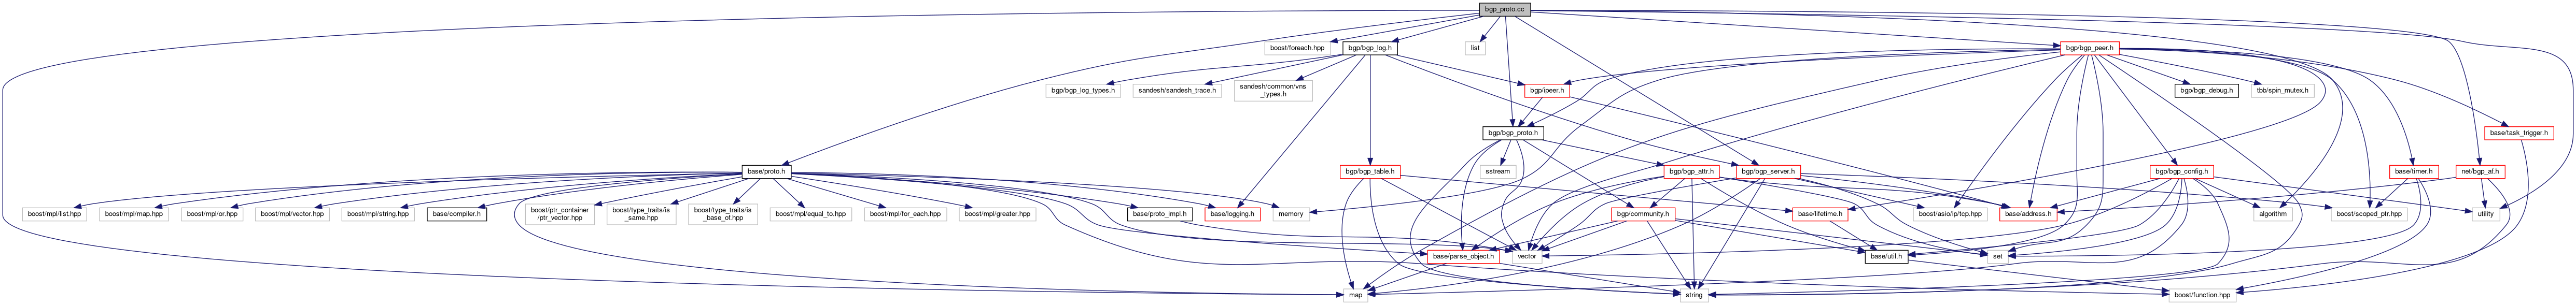 bgp_proto.cc
boost/foreach.hpp
bgp/bgp_log.h
list
bgp/bgp_peer.h
bgp/bgp_log_types.h
sandesh/sandesh_trace.h
sandesh/common/vns
_types.h
bgp/ipeer.h
bgp/bgp_debug.h
tbb/spin_mutex.h
bgp/bgp_proto.h
base/task_trigger.h
base/proto.h
bgp/bgp_table.h
sstream
bgp/bgp_attr.h
bgp/bgp_server.h
bgp/bgp_config.h
base/timer.h
net/bgp_af.h
boost/mpl/list.hpp
boost/mpl/map.hpp
boost/mpl/or.hpp
boost/mpl/vector.hpp
boost/mpl/string.hpp
base/compiler.h
boost/ptr_container
/ptr_vector.hpp
boost/type_traits/is
_same.hpp
boost/type_traits/is
_base_of.hpp
boost/mpl/equal_to.hpp
boost/mpl/for_each.hpp
boost/mpl/greater.hpp
base/proto_impl.h
base/logging.h
memory
bgp/community.h
base/lifetime.h
boost/asio/ip/tcp.hpp
base/address.h
algorithm
boost/scoped_ptr.hpp
utility
base/parse_object.h
vector
base/util.h
set
map
string
boost/function.hpp